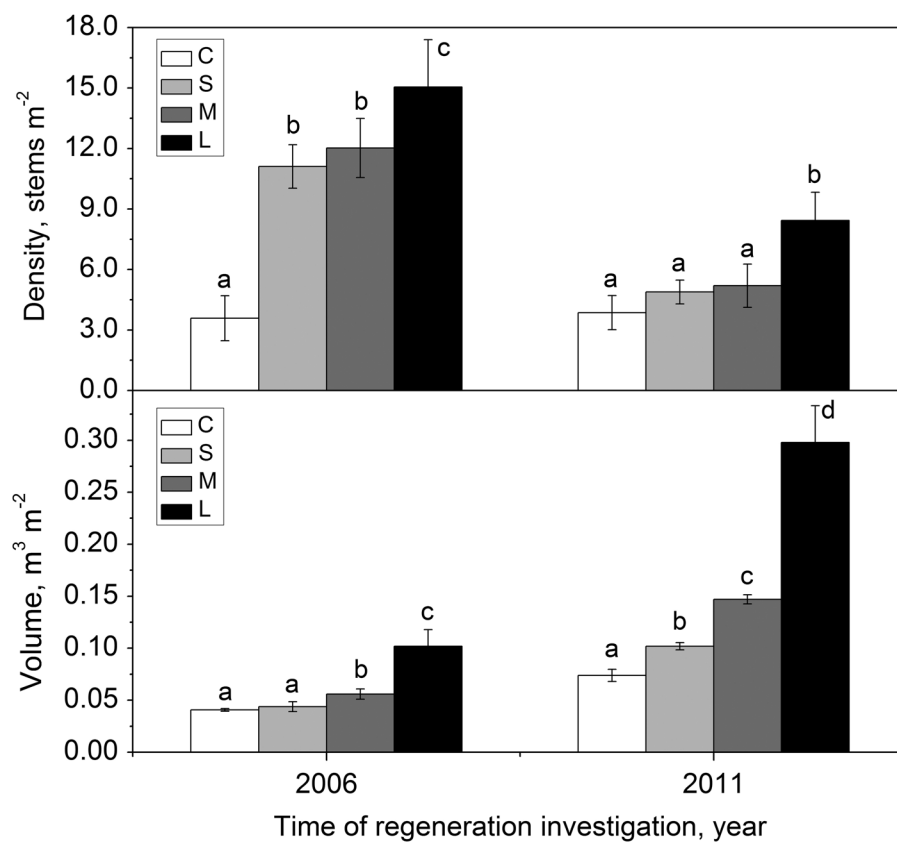 18.0
15.0
12.0
9.0
6.0
3.0
0.0
Density, stems m⁻²
C
S
M
L
a
b
b
c
a
a
a
b
0.30
0.25
0.20
0.15
0.10
0.05
0.00
Volume, m³ m⁻²
C
S
M
L
a
a
b
c
a
b
c
d
2006
2011
Time of regeneration investigation, year